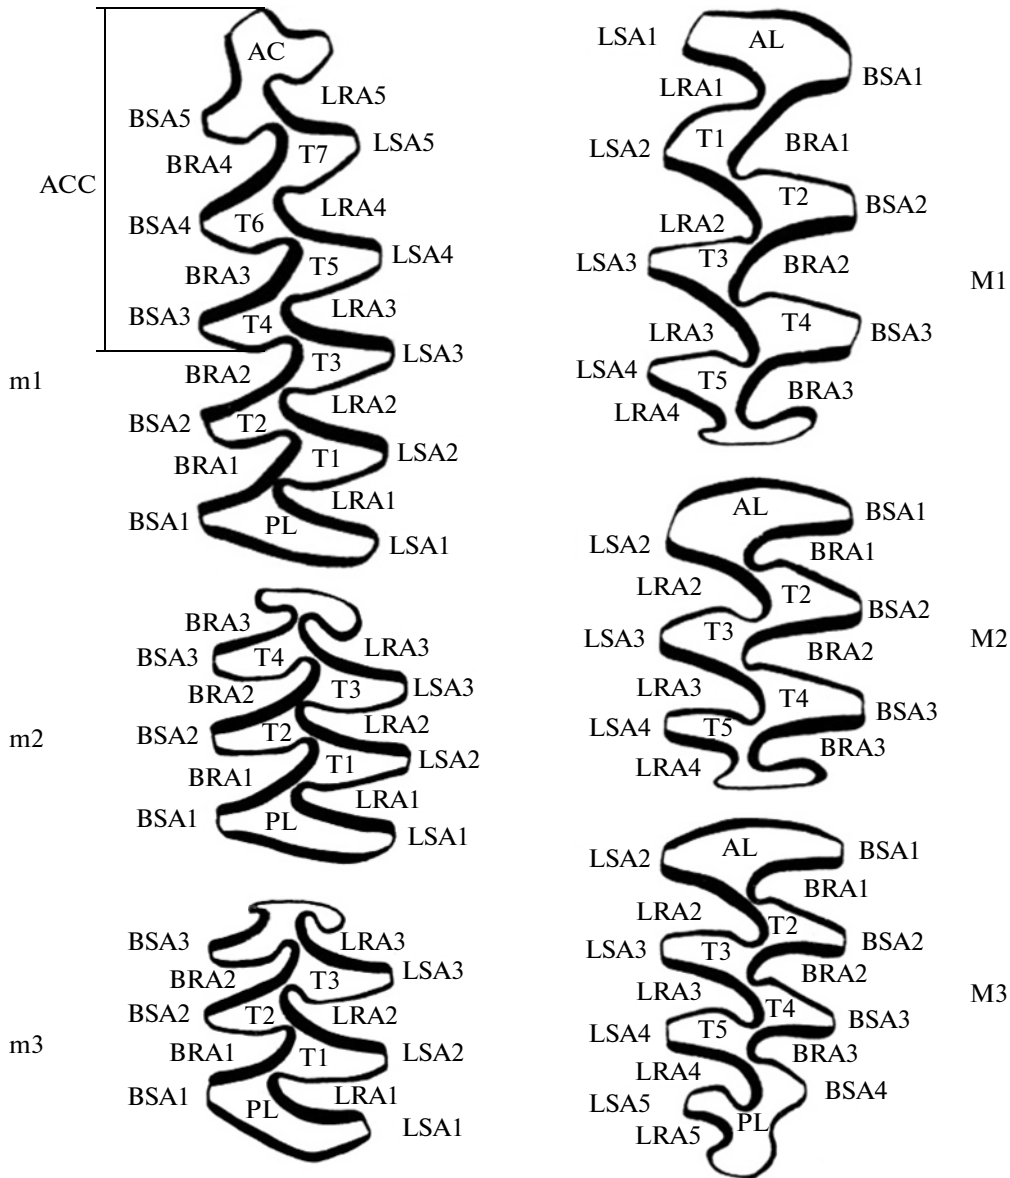 AC
LRA5
BSA5
LSA5
T7
BRA4
ACC
LRA4
BSA4
T6
LSA4
T5
BRA3
LRA3
BSA3
T4
LSA3
T3
BRA2
m1
LRA2
BSA2
T2
LSA2
T1
BRA1
LRA1
BSA1
PL
LSA1
BRA3
LRA3
BSA3
T4
LSA3
T3
BRA2
LRA2
m2
BSA2
T2
LSA2
T1
BRA1
LRA1
BSA1
PL
LSA1
BSA3
LRA3
LSA3
BRA2
T3
BSA2
T2
LRA2
m3
BRA1
T1
LSA2
BSA1
LRA1
PL
LSA1
LSA1
AL
BSA1
LRA1
T1
BRA1
LSA2
T2
BSA2
LRA2
T3
LSA3
BRA2
M1
T4
LRA3
BSA3
LSA4
T5
BRA3
LRA4
AL
BSA1
LSA2
BRA1
LRA2
T2
BSA2
T3
LSA3
BRA2
M2
LRA3
T4
BSA3
LSA4
T5
BRA3
LRA4
LSA2
AL
BSA1
BRA1
LRA2
T2
BSA2
LSA3
T3
BRA2
LRA3
M3
T4
BSA3
LSA4
T5
BRA3
LRA4
BSA4
LSA5
PL
LRA5